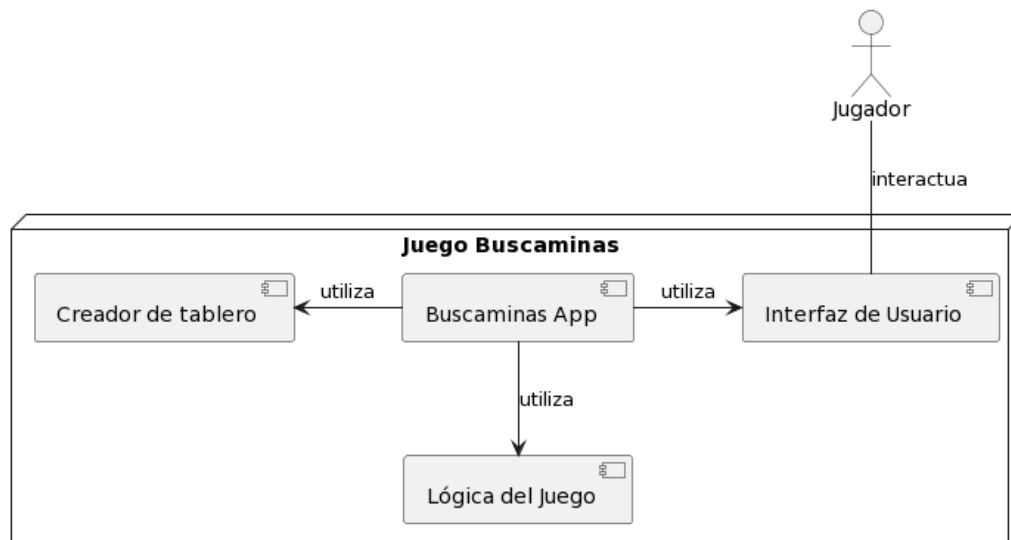 Jugador
interactua
Juego Buscaminas
Creador de tablero
utiliza
Buscaminas App
utiliza
Interfaz de Usuario
utiliza
Lógica del Juego